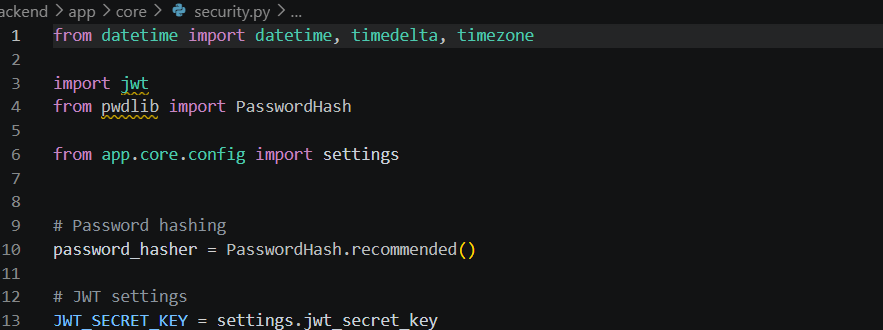 ackend > app > core > security.py > ...
1 from datetime import datetime, timedelta, timezone
2
3 import jwt
4 from pwdlib import PasswordHash
5
6 from app.core.config import settings
7
8
9 # Password hashing
10 password_hasher = PasswordHash.recommended()
11
12 # JWT settings
13 JWT_SECRET_KEY = settings.jwt_secret_key